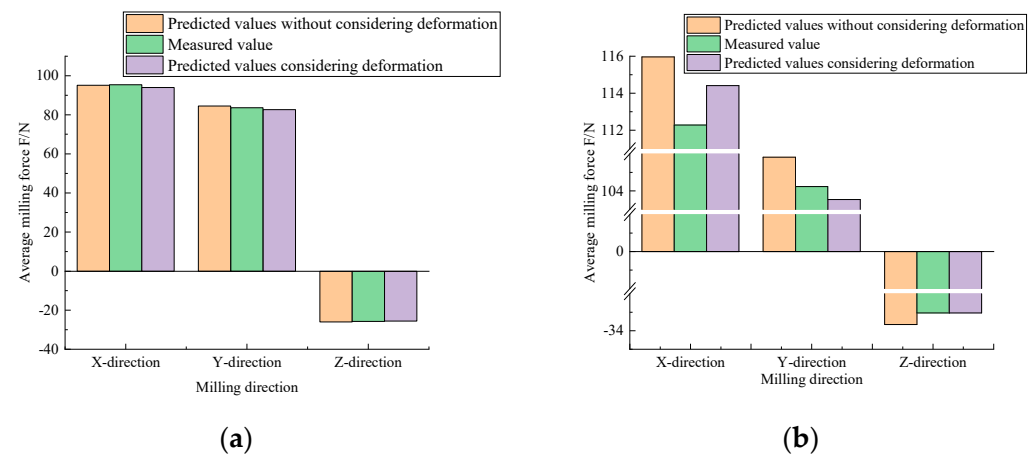 Predicted values without considering deformation
Measured value
Predicted values considering deformation
100
80
60
40
20
0
-20
-40
Average milling force F/N
X-direction
Y-direction
Z-direction
Milling direction
(a)
Predicted values without considering deformation
Measured value
Predicted values considering deformation
116
114
112
104
0
-34
Average milling force F/N
X-direction
Y-direction
Z-direction
Milling direction
(b)